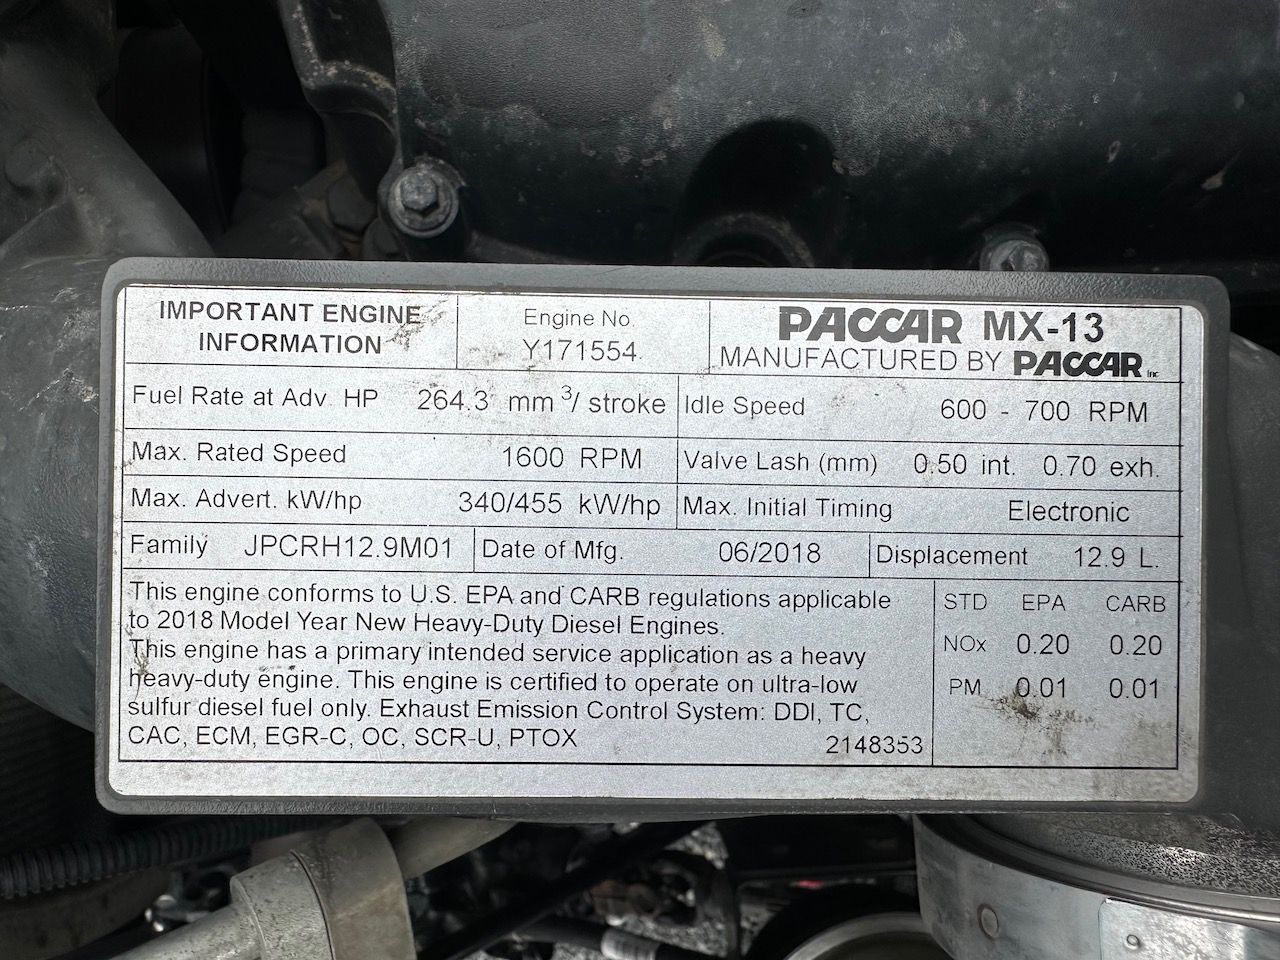 IMPORTANT ENGINE
INFORMATION
Engine No
Y171554
PACCAR MX-13
MANUFACTURED BY PACCAR Inc
Fuel Rate at Adv HP 264.3 mm³/ stroke
Idle Speed 600 - 700 RPM
Max. Rated Speed 1600 RPM
Valve Lash (mm) 0.50 int. 0.70 exh.
Max. Advert. kW/hp 340/455 kW/hp
Max. Initial Timing Electronic
Family JPCRH12.9M01
Date of Mfg. 06/2018
Displacement 12.9 L.
This engine conforms to U.S. EPA and CARB regulations applicable
to 2018 Model Year New Heavy-Duty Diesel Engines.
This engine has a primary intended service application as a heavy
heavy-duty engine. This engine is certified to operate on ultra-low
sulfur diesel fuel only. Exhaust Emission Control System: DDI, TC,
CAC, ECM, EGR-C, OC, SCR-U, PTOX
2148353
STD EPA CARB
NOx 0.20 0.20
PM 0.01 0.01